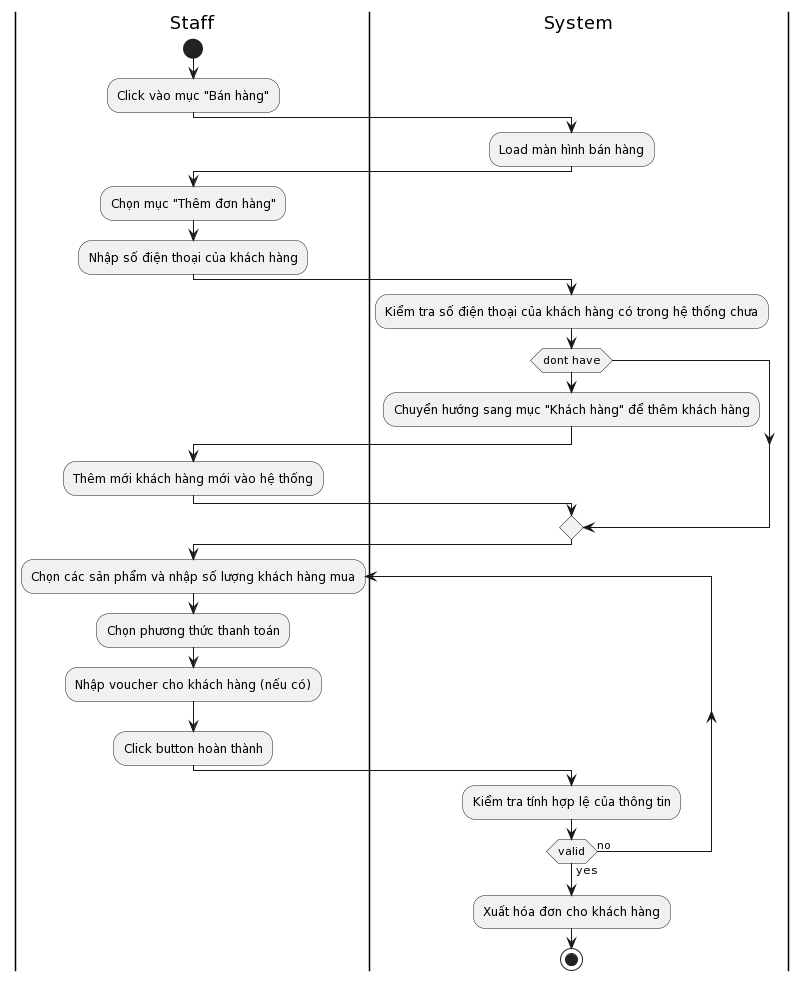 Staff
System
Click vào mục "Bán hàng"
Load màn hình bán hàng
Chọn mục "Thêm đơn hàng"
Nhập số điện thoại của khách hàng
Kiểm tra số điện thoại của khách hàng có trong hệ thống chưa
dont have
Chuyển hướng sang mục "Khách hàng" để thêm khách hàng
Thêm mới khách hàng mới vào hệ thống
Chọn các sản phẩm và nhập số lượng khách hàng mua
Chọn phương thức thanh toán
Nhập voucher cho khách hàng (nếu có)
Click button hoàn thành
Kiểm tra tính hợp lệ của thông tin
valid
no
yes
Xuất hóa đơn cho khách hàng